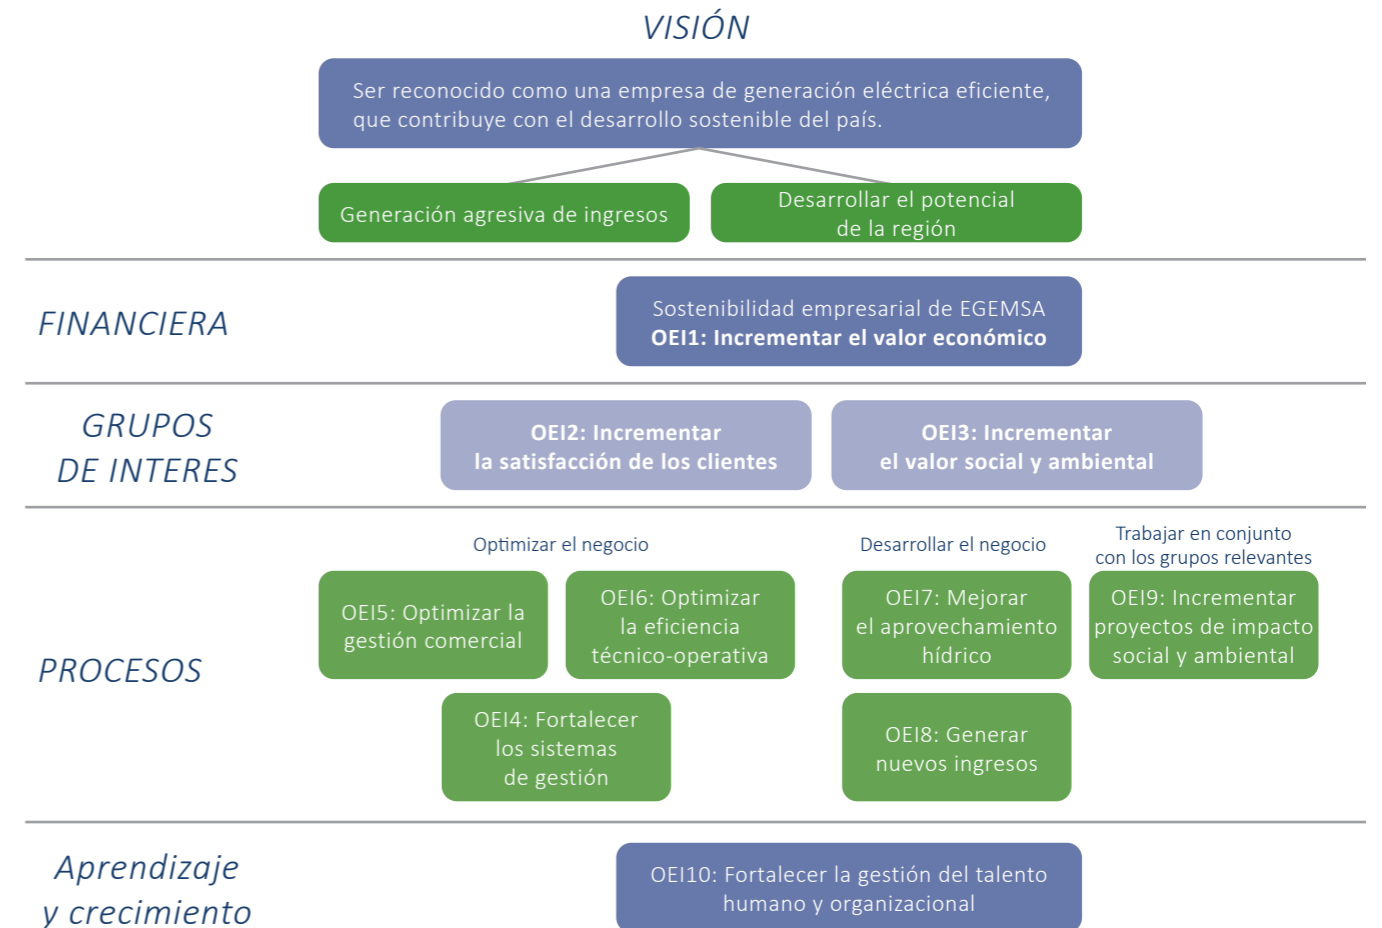 VISIÓN
Ser reconocido como una empresa de generación eléctrica eficiente,
que contribuye con el desarrollo sostenible del país.
Generación agresiva de ingresos
Desarrollar el potencial
de la región
FINANCIERA
Sostenibilidad empresarial de EGEMSA
OEI1: Incrementar el valor económico
GRUPOS
DE INTERES
OEI2: Incrementar
la satisfacción de los clientes
OEI3: Incrementar
el valor social y ambiental
PROCESOS
Optimizar el negocio
OEI5: Optimizar la
gestión comercial
OEI6: Optimizar
la eficiencia
técnico-operativa
OEI4: Fortalecer
los sistemas
de gestión
Desarrollar el negocio
OEI7: Mejorar
el aprovechamiento
hídrico
OEI8: Generar
nuevos ingresos
Trabajar en conjunto
con los grupos relevantes
OEI9: Incrementar
proyectos de impacto
social y ambiental
Aprendizaje
y crecimiento
OEI10: Fortalecer la gestión del talento
humano y organizacional